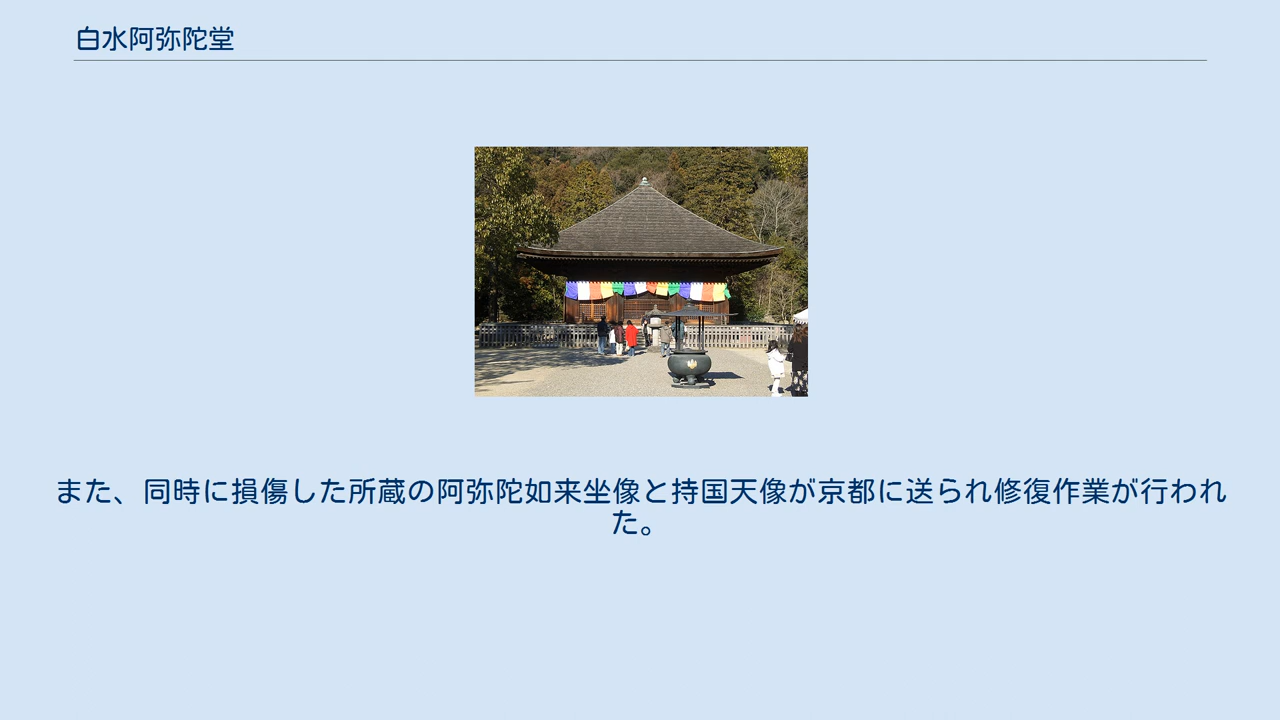 白水阿弥陀堂
また、同時に損傷した所蔵の阿弥陀如来坐像と持国天像が京都に送られ修復作業が行われ
た。